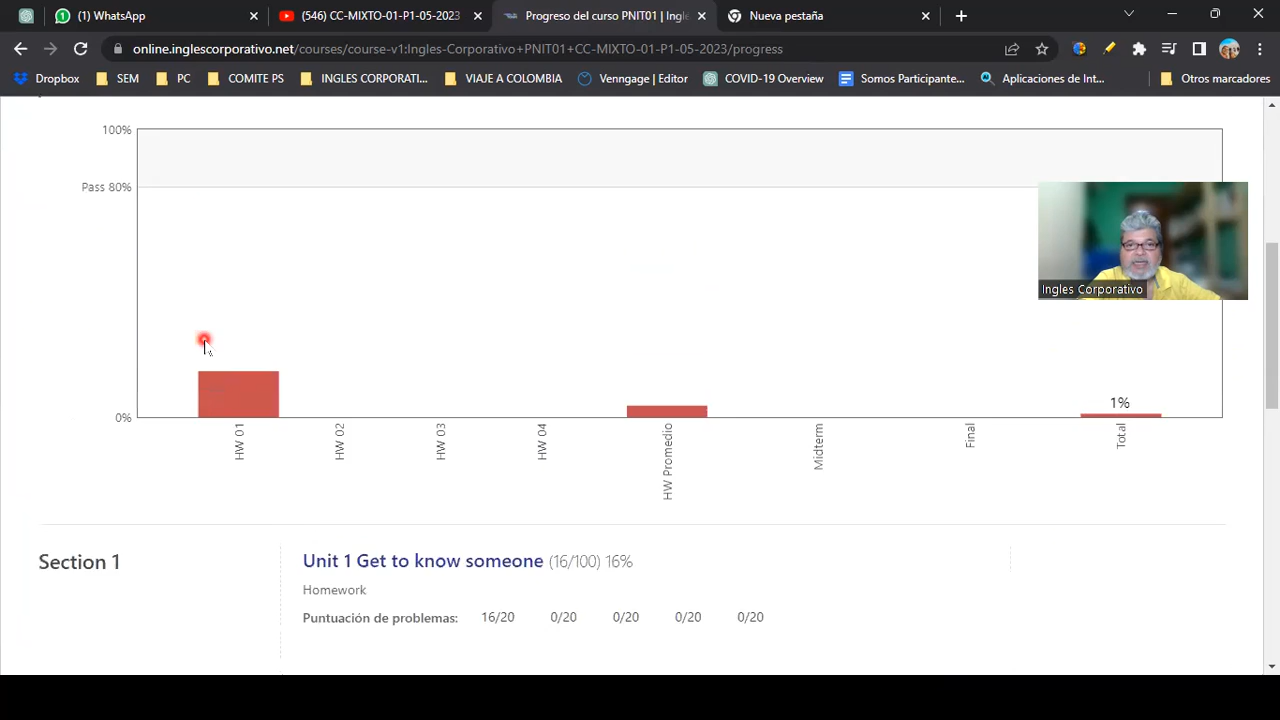 (1) WhatsApp
(546) CC-MIXTO-01-P1-05-2023
Progreso del curso PNIT01 | Ingl
Nueva pestaña
online.inglescorporativo.net/courses/course-v1:Ingles-Corporativo+PNIT01+CC-MIXTO-01-P1-05-2023/progress
Dropbox
SEM
PC
COMITE PS
INGLES CORPORATI...
VIAJE A COLOMBIA
Venngage | Editor
COVID-19 Overview
Somos Participante...
Aplicaciones de Int...
Otros marcadores
100%
Pass 80%
0%
1%
HW 01
HW 02
HW 03
HW 04
HW Promedio
Midterm
Final
Total
Ingles Corporativo
Section 1
Unit 1 Get to know someone (16/100) 16%
Homework
Puntuación de problemas: 16/20 0/20 0/20 0/20 0/20